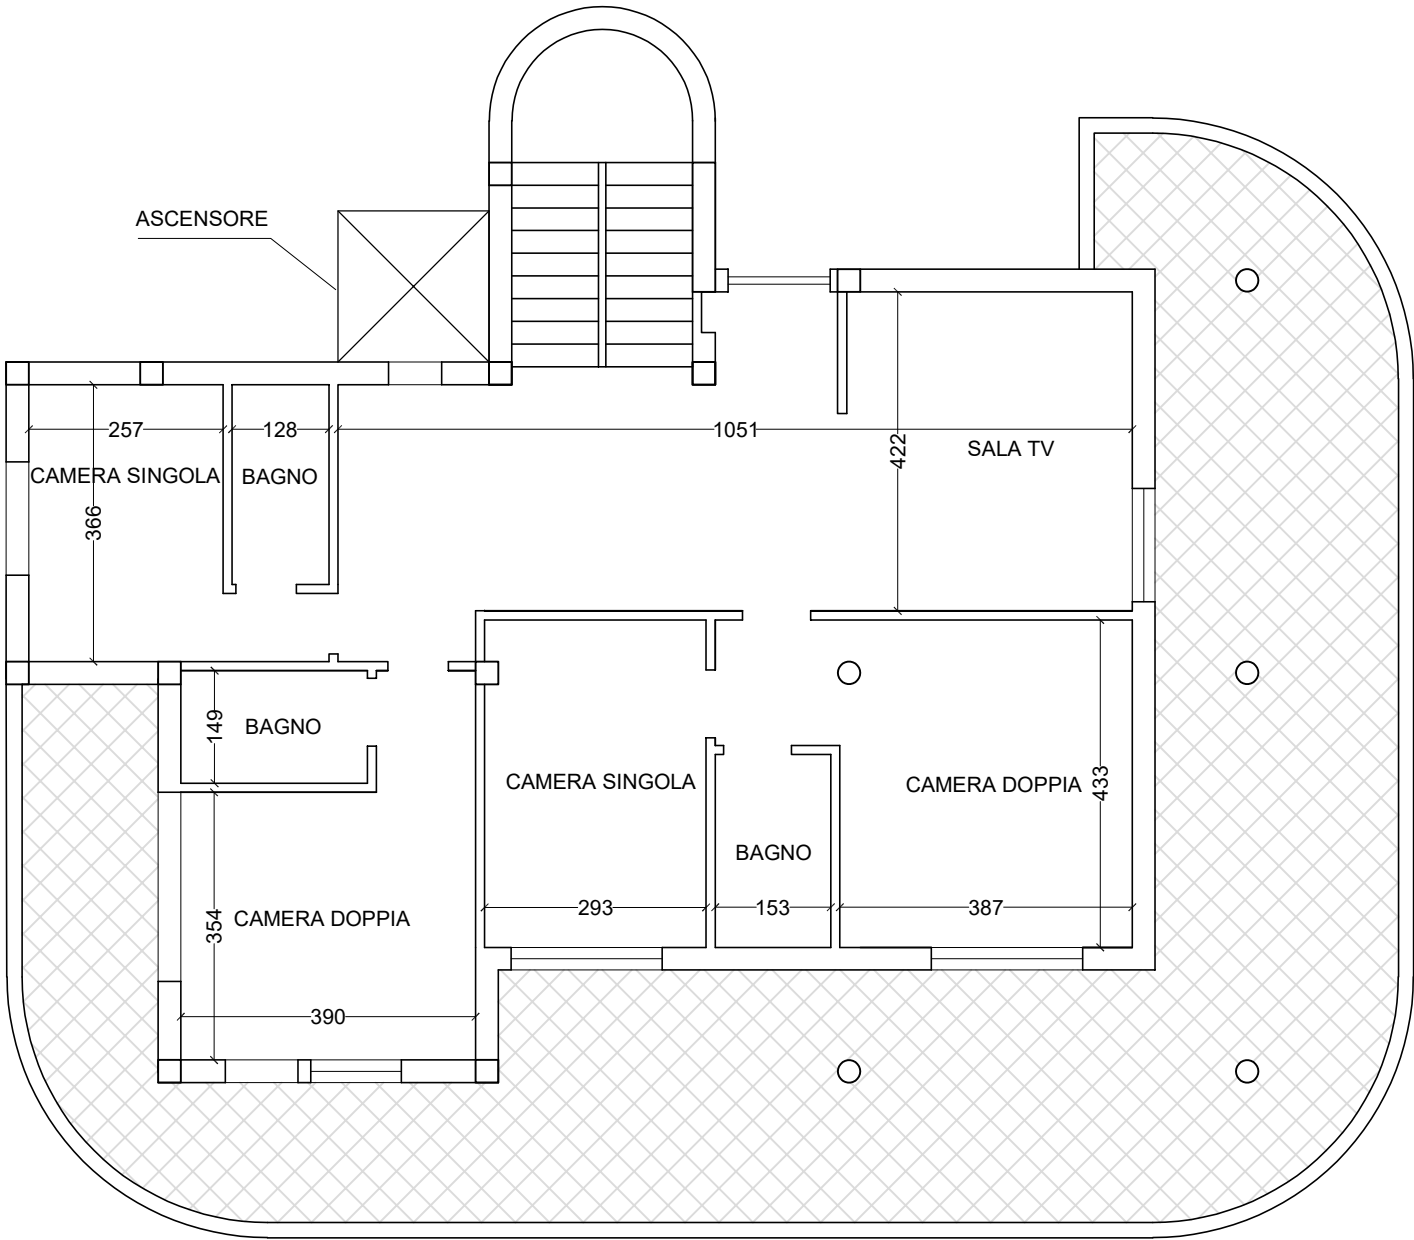 ASCENSORE
257
128
1051
422
SALA TV
CAMERA SINGOLA
BAGNO
366
149
BAGNO
CAMERA SINGOLA
CAMERA DOPPIA
433
BAGNO
354
CAMERA DOPPIA
293
153
387
390